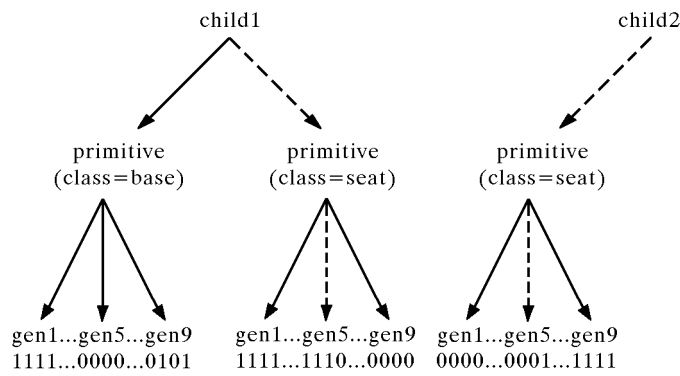 child1 child2
primitive primitive primitive
(class=base) (class=seat) (class=seat)
gen1...gen5...gen9 gen1...gen5...gen9 gen1...gen5...gen9
1111...0000...0101 1111...1110...0000 0000...0001...1111